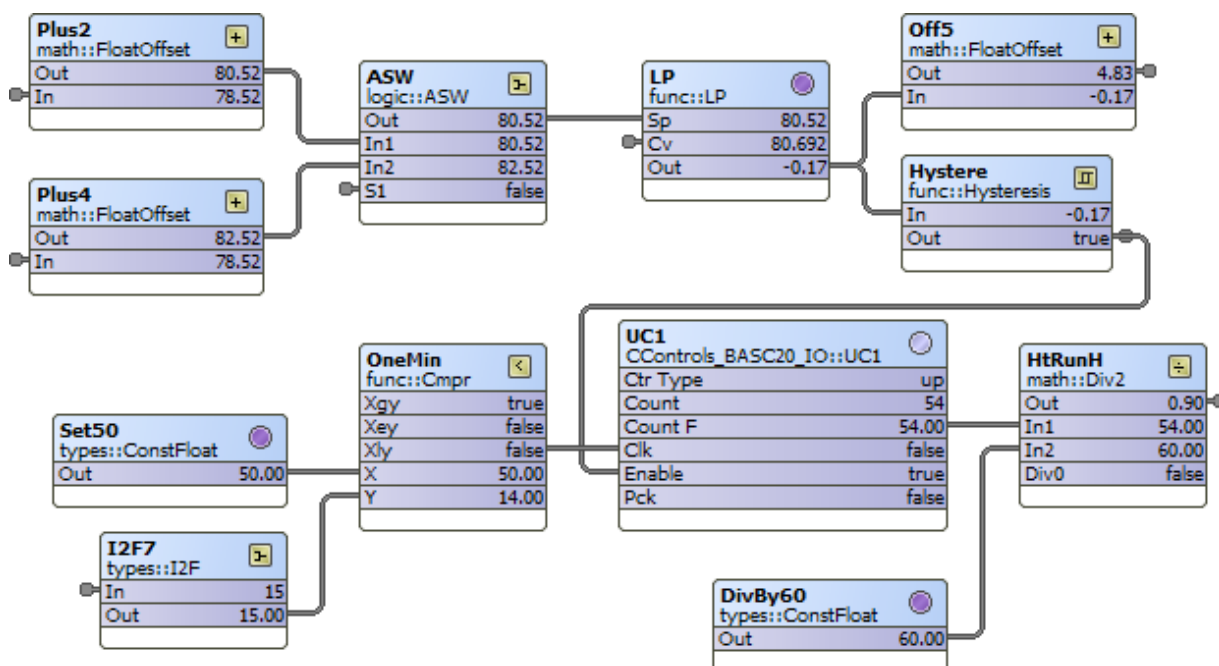 Plus2
math::FloatOffset
Out 80.52
In 78.52
Plus4
math::FloatOffset
Out 82.52
In 78.52
ASW
logic::ASW
Out 80.52
In1 80.52
In2 82.52
S1 false
LP
func::LP
Sp 80.52
Cv 80.692
Out -0.17
Off5
math::FloatOffset
Out 4.83
In -0.17
Hystere
func::Hysteresis
In -0.17
Out true
Set50
types::ConstFloat
Out 50.00
I2F7
types::I2F
In 15
Out 15.00
OneMin
func::Cmpr
Xgy true
Xey false
Xly false
X 50.00
Y 14.00
UC1
CControls_BASC20_IO::UC1
Ctr Type up
Count 54
Count F 54.00
Clk false
Enable true
Pck false
DivBy60
types::ConstFloat
Out 60.00
HtRunH
math::Div2
Out 0.90
In1 54.00
In2 60.00
Div0 false